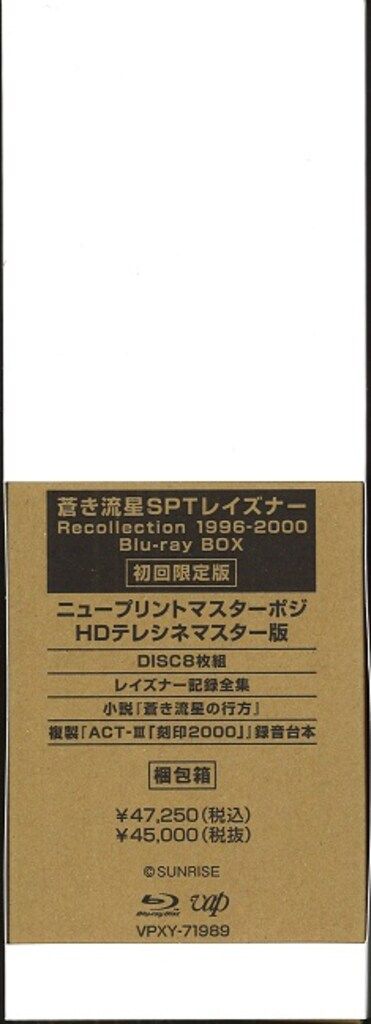 蒼き流星SPTレイズナー
Recollection 1996-2000
Blu-ray BOX
初回限定版
ニュープリントマスターポジ
HDテレシネマスター版
DISC8枚組
レイズナー記録全集
小説「蒼き流星の行方」
複製「ACT-Ⅲ「刻印2000」」録音台本
梱包箱
¥47,250(税込)
¥45,000(税抜)
©SUNRISE
Blu-ray Disc vap
VPXY-71989